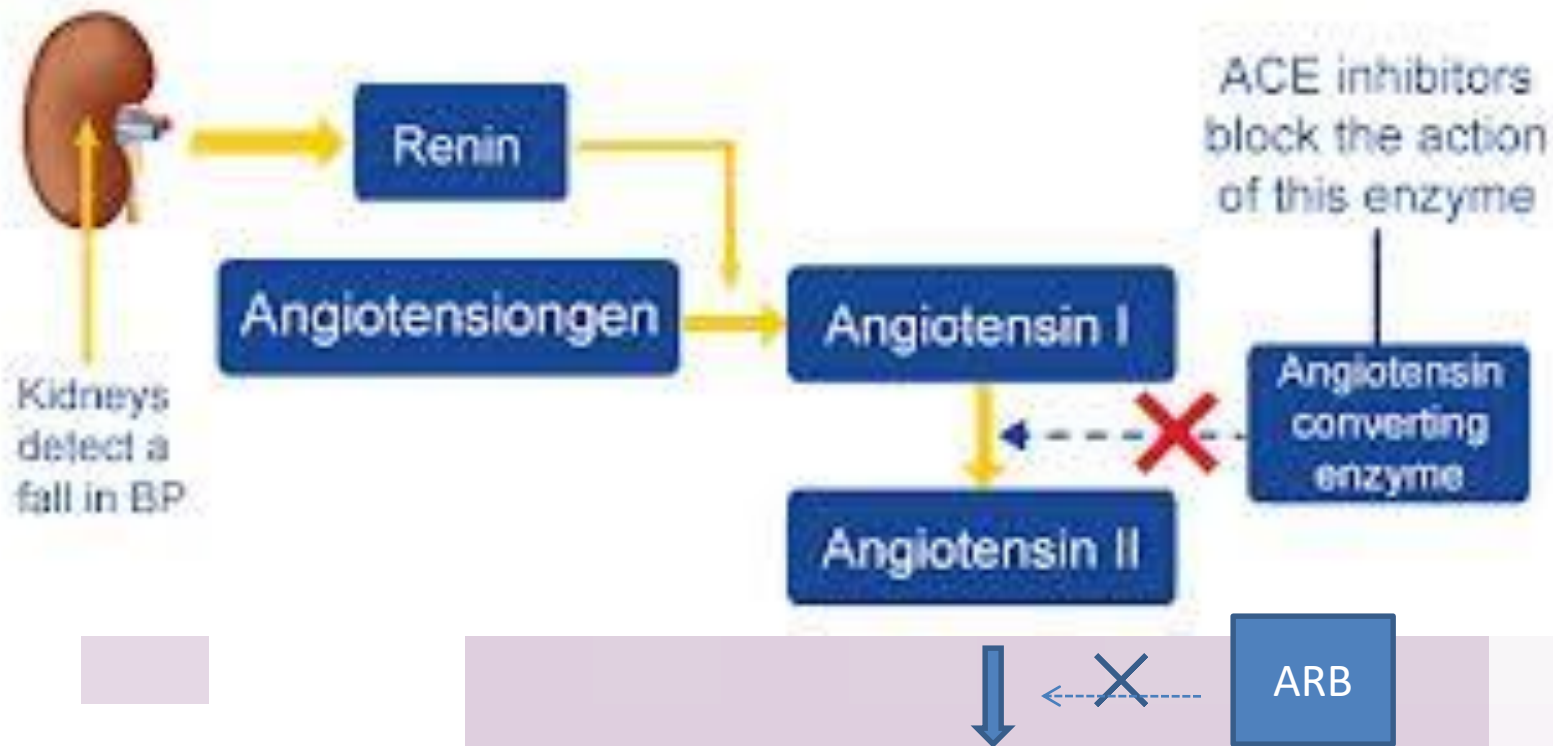 ACE inhibitors
block the action
of this enzyme
Renin
Angiotensiongen
Angiotensin I
Kidneys
detect a
fall in BP
Angiotensin
converting
enzyme
Angiotensin II
ARB